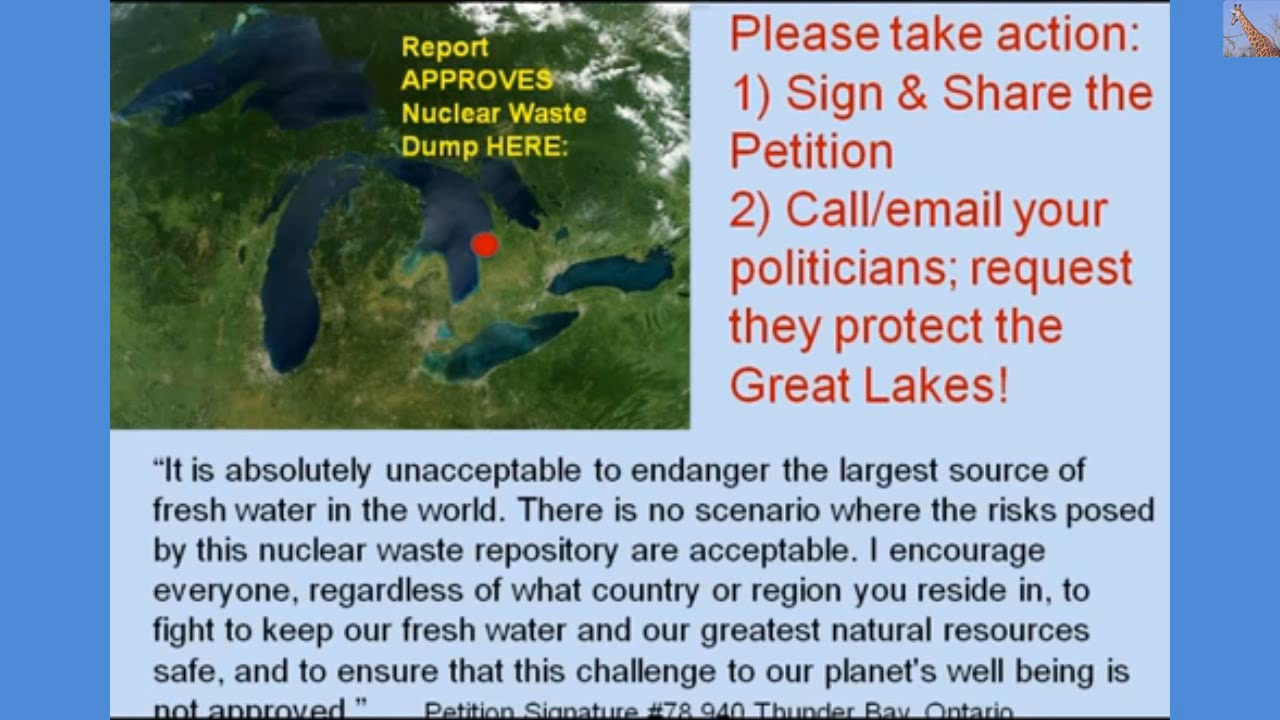 Report
APPROVES
Nuclear Waste
Dump HERE:
Please take action:
1) Sign & Share the
Petition
2) Call/email your
politicians; request
they protect the
Great Lakes!
“It is absolutely unacceptable to endanger the largest source of
fresh water in the world. There is no scenario where the risks posed
by this nuclear waste repository are acceptable. I encourage
everyone, regardless of what country or region you reside in, to
fight to keep our fresh water and our greatest natural resources
safe, and to ensure that this challenge to our planet's well being is
not approved.” Petition Signature #78,940 Thunder Bay, Ontario